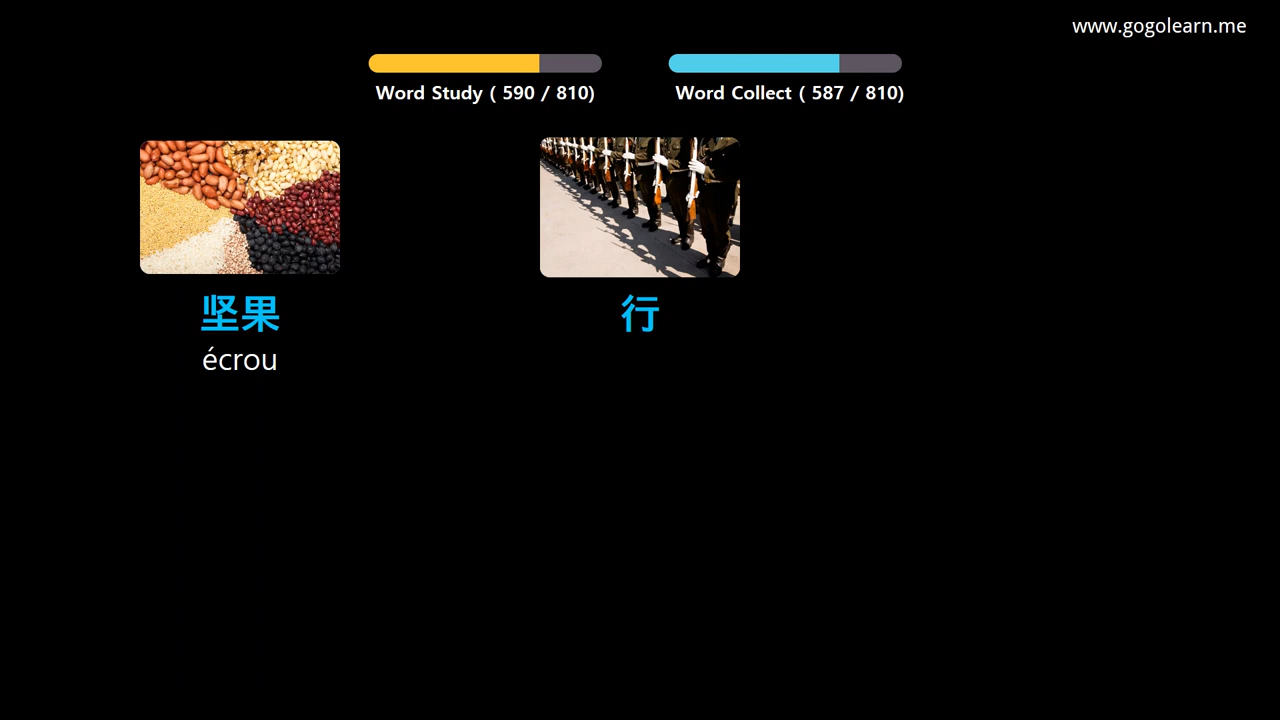 www.gogolearn.me
Word Study ( 590 / 810)
Word Collect ( 587 / 810)
坚果
行
écrou